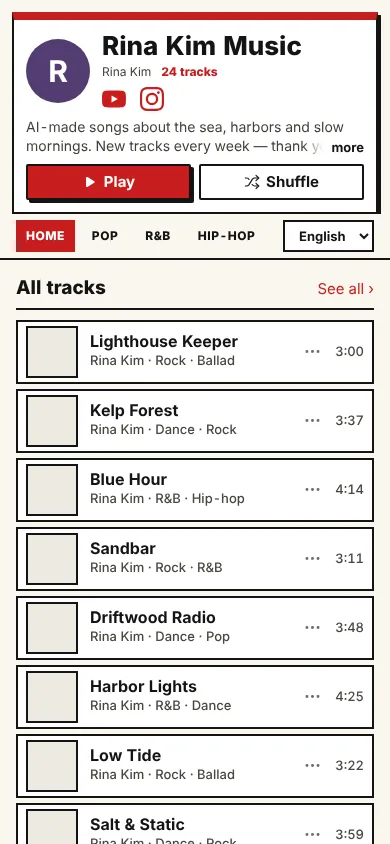 R
Rina Kim Music
Rina Kim 24 tracks
AI-made songs about the sea, harbors and slow
mornings. New tracks every week — thank more
Play
Shuffle
HOME POP R&B HIP-HOP English
All tracks
See all ›
Lighthouse Keeper
Rina Kim · Rock · Ballad
••• 3:00
Kelp Forest
Rina Kim · Dance · Rock
••• 3:37
Blue Hour
Rina Kim · R&B · Hip-hop
••• 4:14
Sandbar
Rina Kim · Rock · R&B
••• 3:11
Driftwood Radio
Rina Kim · Dance · Pop
••• 3:48
Harbor Lights
Rina Kim · R&B · Dance
••• 4:25
Low Tide
Rina Kim · Rock · Ballad
••• 3:22
Salt & Static
Rina Kim · Dance · Rock
••• 3:59